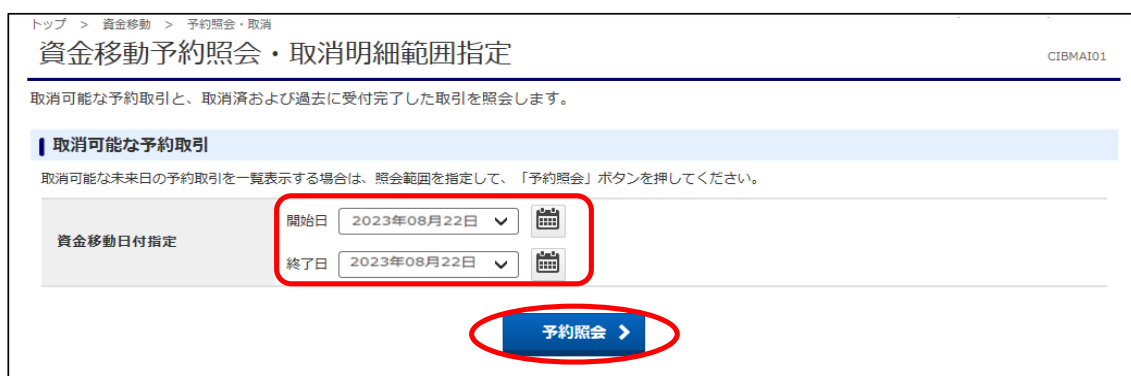 トップ > 資金移動 > 予約照会・取消
資金移動予約照会・取消明細範囲指定
CIBMAI01
取消可能な予約取引と、取消済および過去に受付完了した取引を照会します。
取消可能な予約取引
取消可能な未来日の予約取引を一覧表示する場合は、照会範囲を指定して、「予約照会」ボタンを押してください。
資金移動日付指定
開始日 2023年08月22日
終了日 2023年08月22日
予約照会